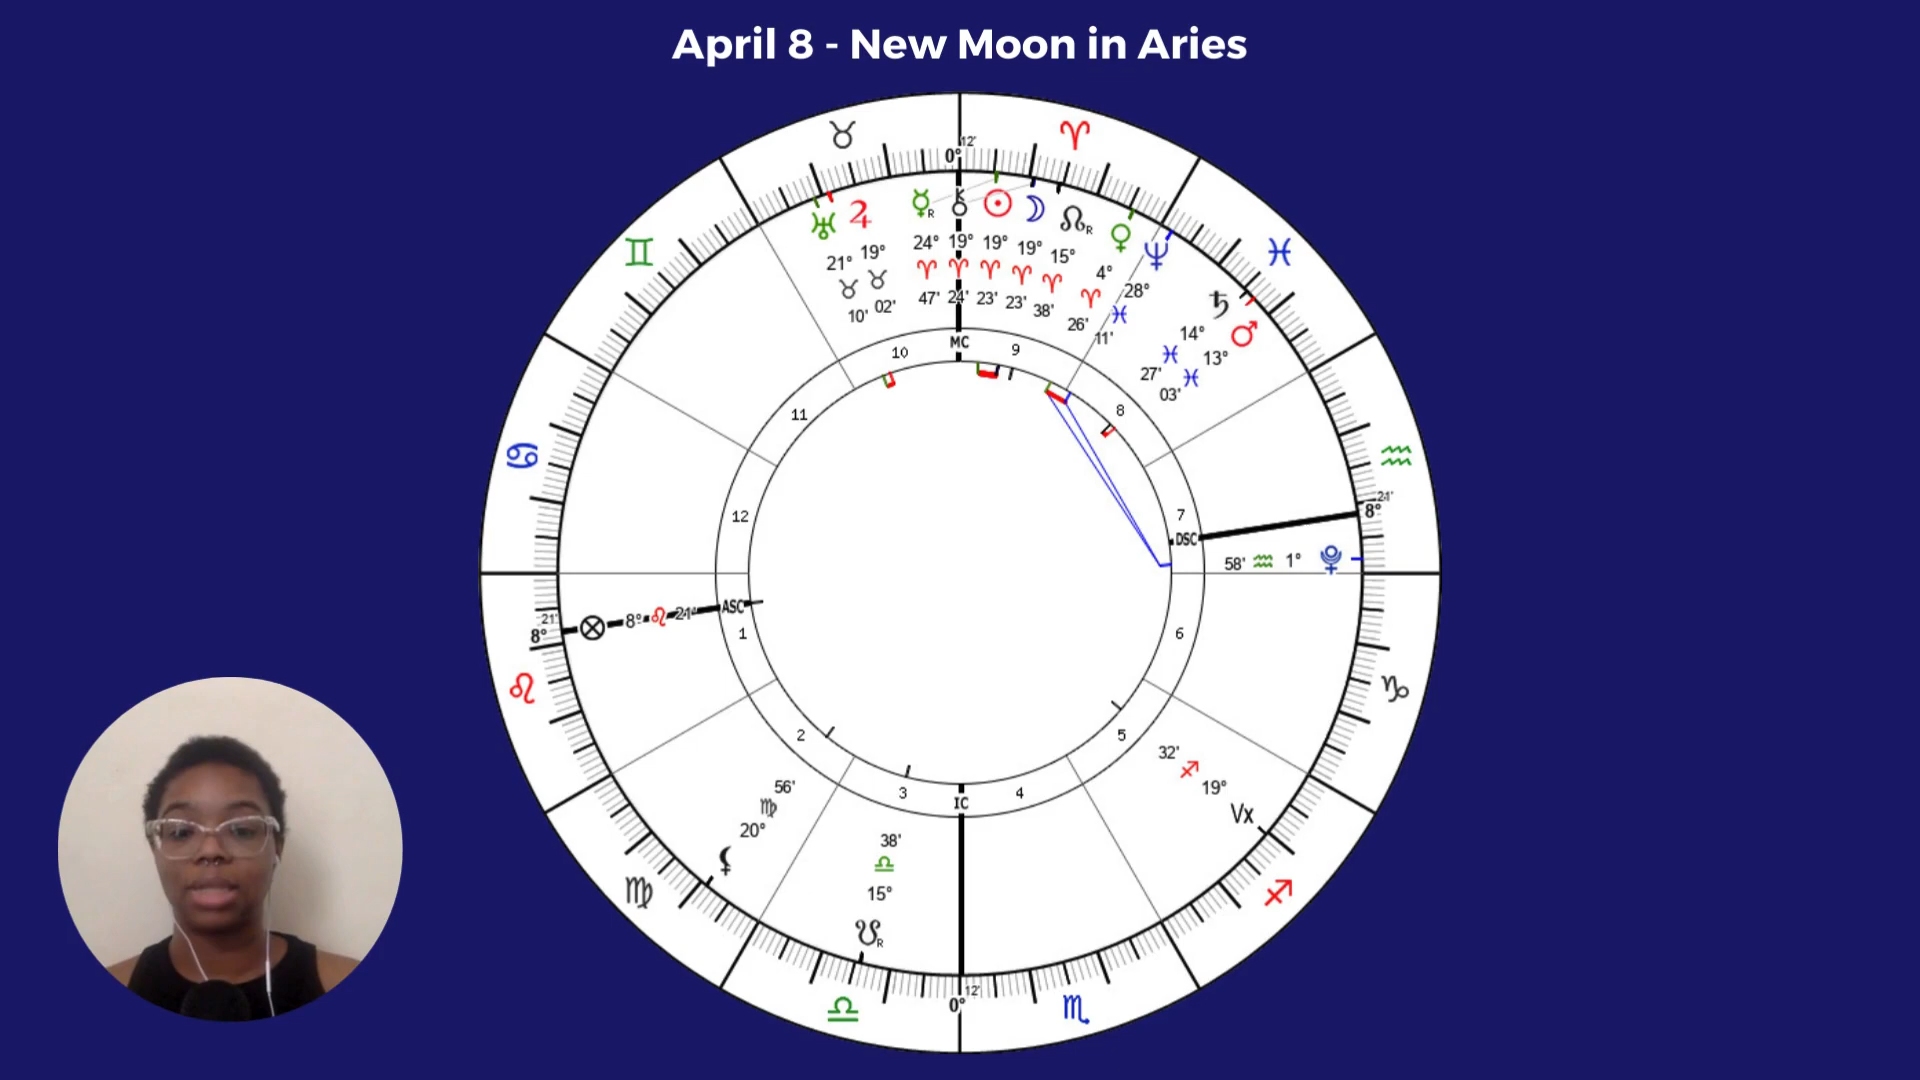 April 8 - New Moon in Aries
♉ ♈
12'
0°
♅ ♃ ☿R ⚷ ☉ ☽ ☊R ♀ ♆
21° 19° 24° 19° 19° 19° 15° 4° 28°
♉ ♉ ♈ ♈ ♈ ♈ ♈ ♈ ♓
10' 02' 47' 24' 23' 23' 38' 26' 11'
♊ ♓
♄ ♂
14° 13°
♓ ♓
27' 03'
MC
10 9
11 8
12 7
♋ ♒
21'
8°
DSC
58' ♒ 1° ♇
ASC
21'
8° ⊗ 8° ♌ 21'
1 6
♌ ♑
2 5
3 IC 4
56'
♍
20°
⚸
32'
♐
19°
Vx
38'
♎
15°
☋R
♍ ♐
12'
0°
♎ ♏